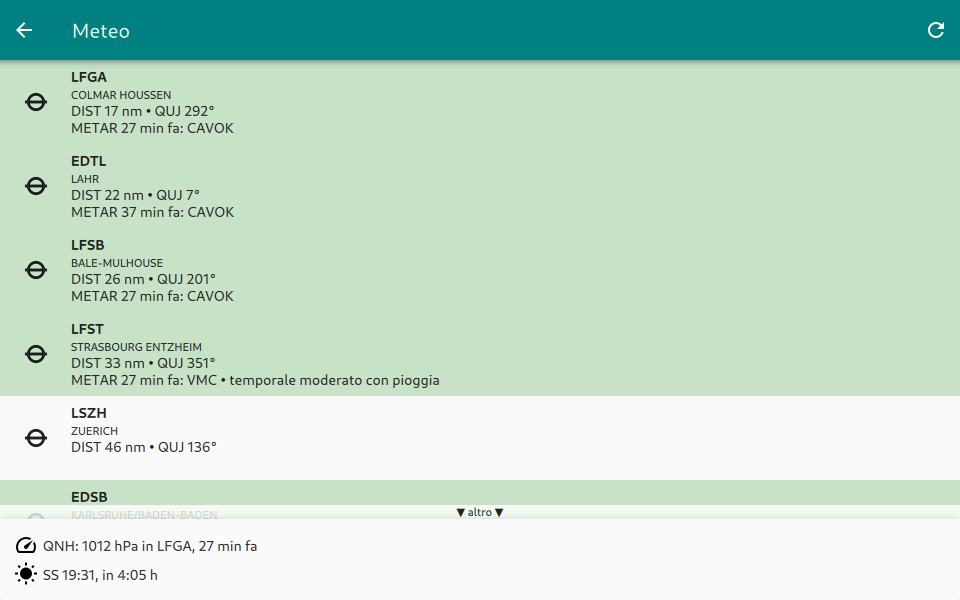 Meteo
LFGA
COLMAR HOUSSEN
DIST 17 nm • QUJ 292°
METAR 27 min fa: CAVOK
EDTL
LAHR
DIST 22 nm • QUJ 7°
METAR 37 min fa: CAVOK
LFSB
BALE-MULHOUSE
DIST 26 nm • QUJ 201°
METAR 27 min fa: CAVOK
LFST
STRASBOURG ENTZHEIM
DIST 33 nm • QUJ 351°
METAR 27 min fa: VMC • temporale moderato con pioggia
LSZH
ZUERICH
DIST 46 nm • QUJ 136°
EDSB
KARLSRUHE/BADEN-BADEN
▼ altro ▼
QNH: 1012 hPa in LFGA, 27 min fa
SS 19:31, in 4:05 h